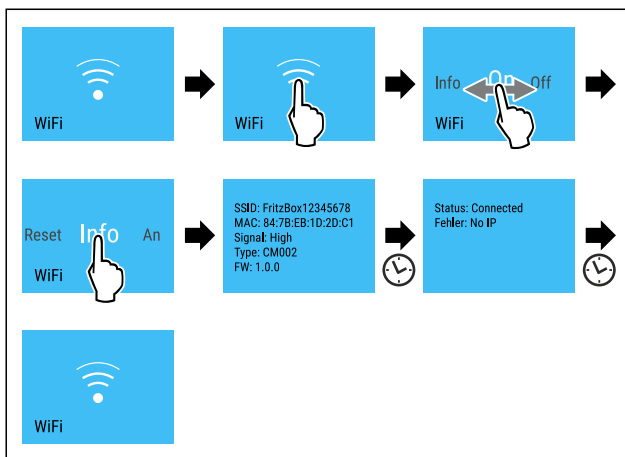 WiFi
WiFi
Info On Off
WiFi
Reset Info An
WiFi
SSID: FritzBox12345678
MAC: 84:7B:EB:1D:2D:C1
Signal: High
Type: CM002
FW: 1.0.0
Status: Connected
Fehler: No IP
WiFi